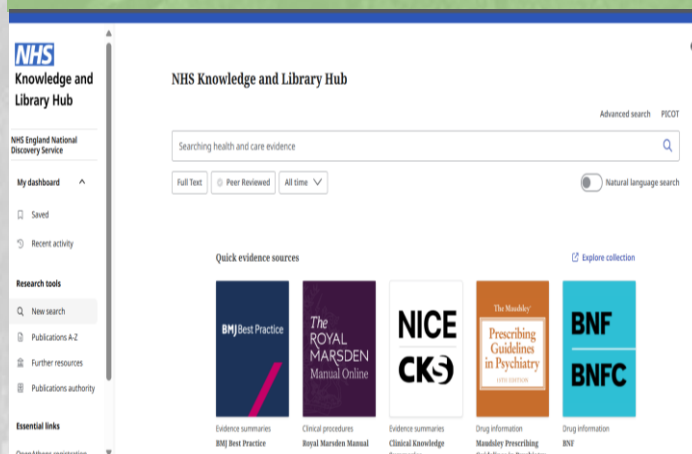 NHS
Knowledge and
Library Hub
NHS England National
Discovery Service
My dashboard
Saved
Recent activity
Research tools
New search
Publications A-Z
Further resources
Publications authority
Essential links
OpenAthens registration
NHS Knowledge and Library Hub
Advanced search PICOT
Searching health and care evidence
Full Text Peer Reviewed All time
Natural language search
Quick evidence sources
Explore collection
BMJ Best Practice
Evidence summaries
BMJ Best Practice
The
ROYAL
MARSDEN
Manual Online
Clinical procedures
Royal Marsden Manual
NICE
CKS
Evidence summaries
Clinical Knowledge
The Maudsley
Prescribing
Guidelines
in Psychiatry
Drug information
Maudsley Prescribing
BNF
BNFC
Drug information
BNF